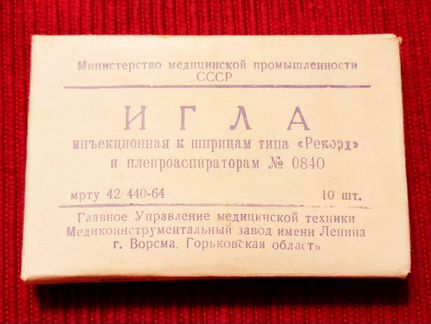 Министерство медицинской промышленности
СССР
ИГЛА
инъекционная к шприцам типа «Рекорд»
и плевроаспираторам № 0840
мрту 42 440-64 10 шт.
Главное Управление медицинской техники
Медикоинструментальный завод имени Ленина
г. Ворсма, Горьковская область